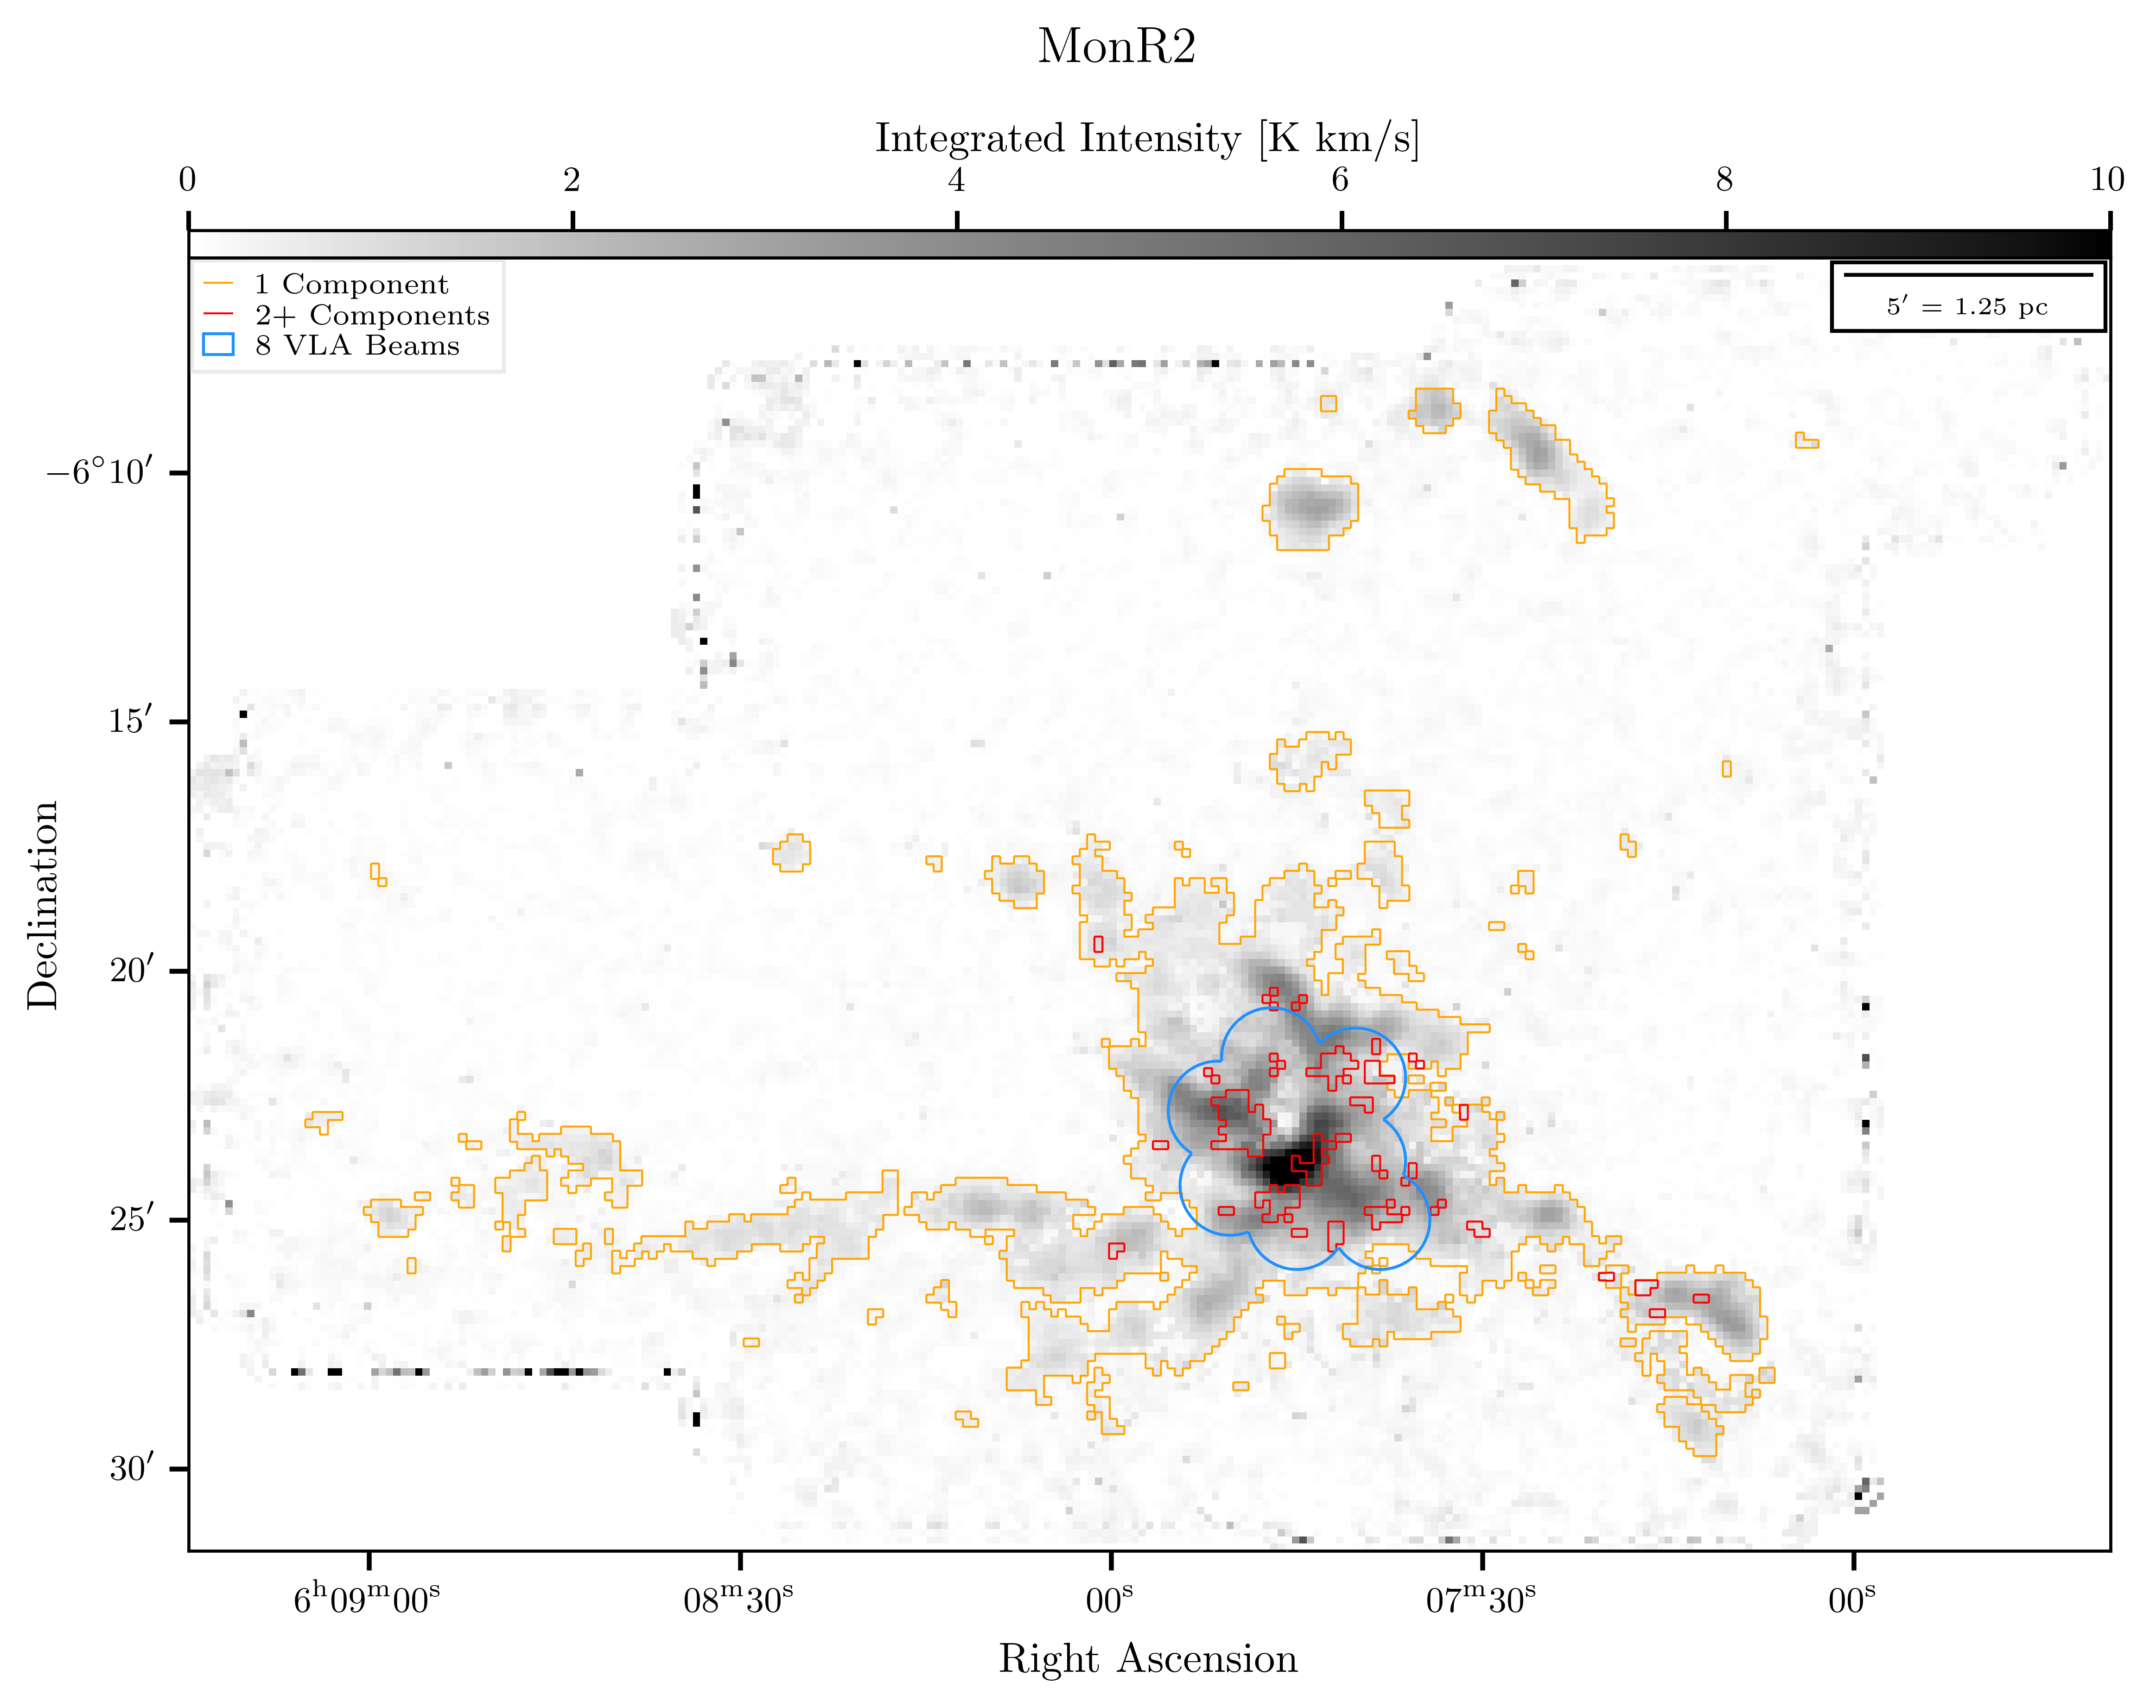 MonR2
Integrated Intensity [K km/s]
0 2 4 6 8 10
1 Component
2+ Components
8 VLA Beams
5′ = 1.25 pc
Declination
−6°10′
15′
20′
25′
30′
6ʰ09ᵐ00ˢ 08ᵐ30ˢ 00ˢ 07ᵐ30ˢ 00ˢ
Right Ascension